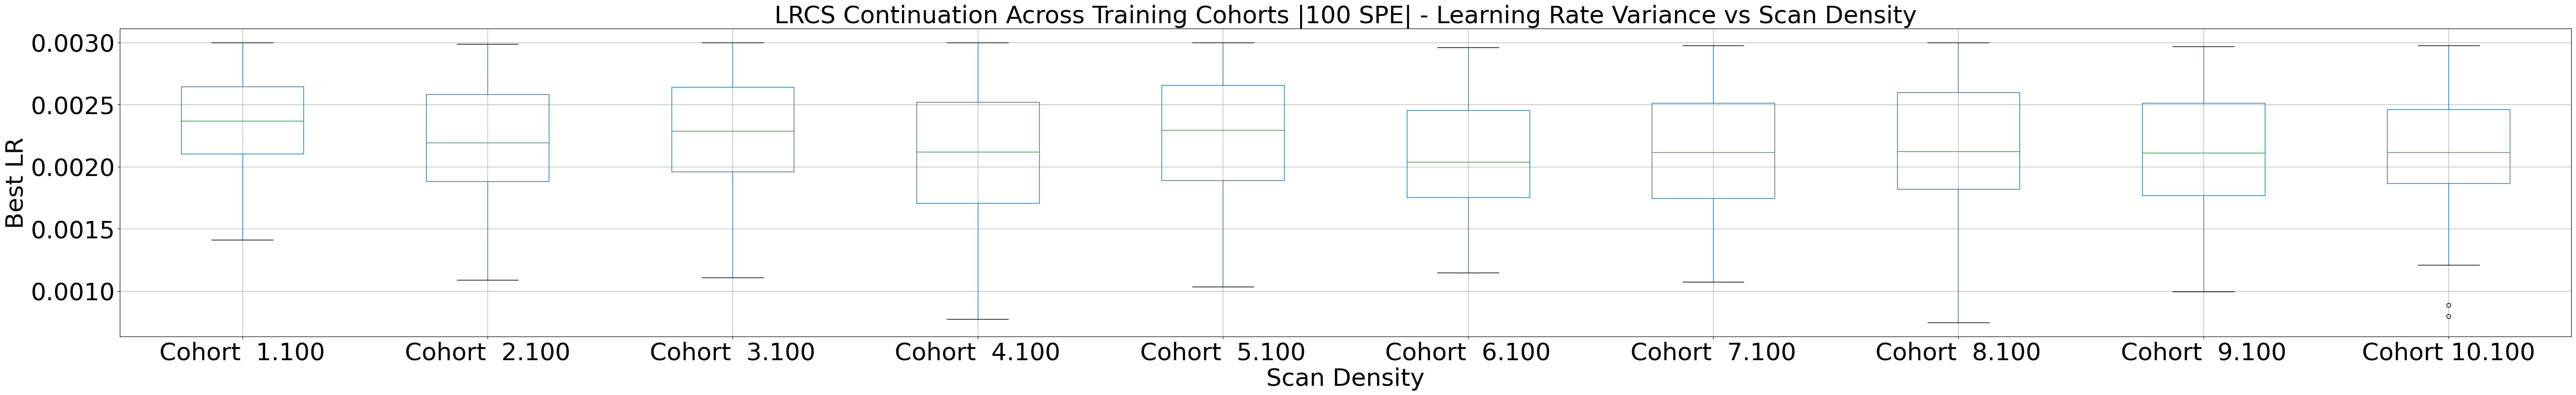 LRCS Continuation Across Training Cohorts |100 SPE| - Learning Rate Variance vs Scan Density
0.0030
0.0025
0.0020
0.0015
0.0010
Best LR
Cohort  1.100 Cohort  2.100 Cohort  3.100 Cohort  4.100 Cohort  5.100 Cohort  6.100 Cohort  7.100 Cohort  8.100 Cohort  9.100 Cohort 10.100
Scan Density